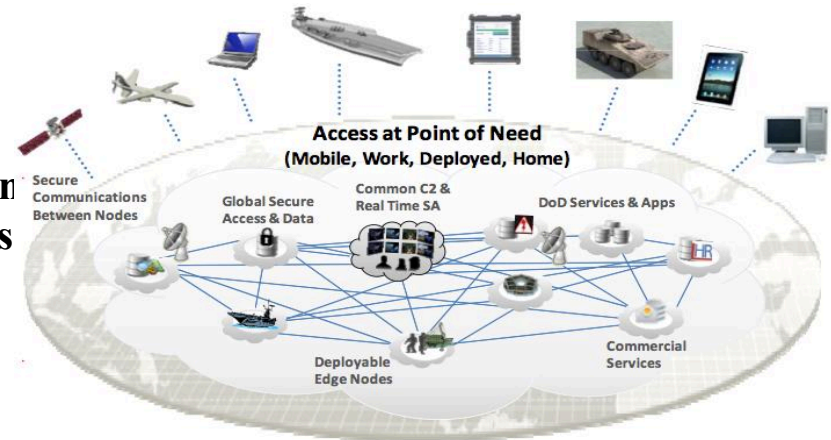 Access at Point of Need
(Mobile, Work, Deployed, Home)
n
s
Secure
Communications
Between Nodes
Global Secure
Access & Data
Common C2 &
Real Time SA
DoD Services & Apps
HR
Deployable
Edge Nodes
Commercial
Services